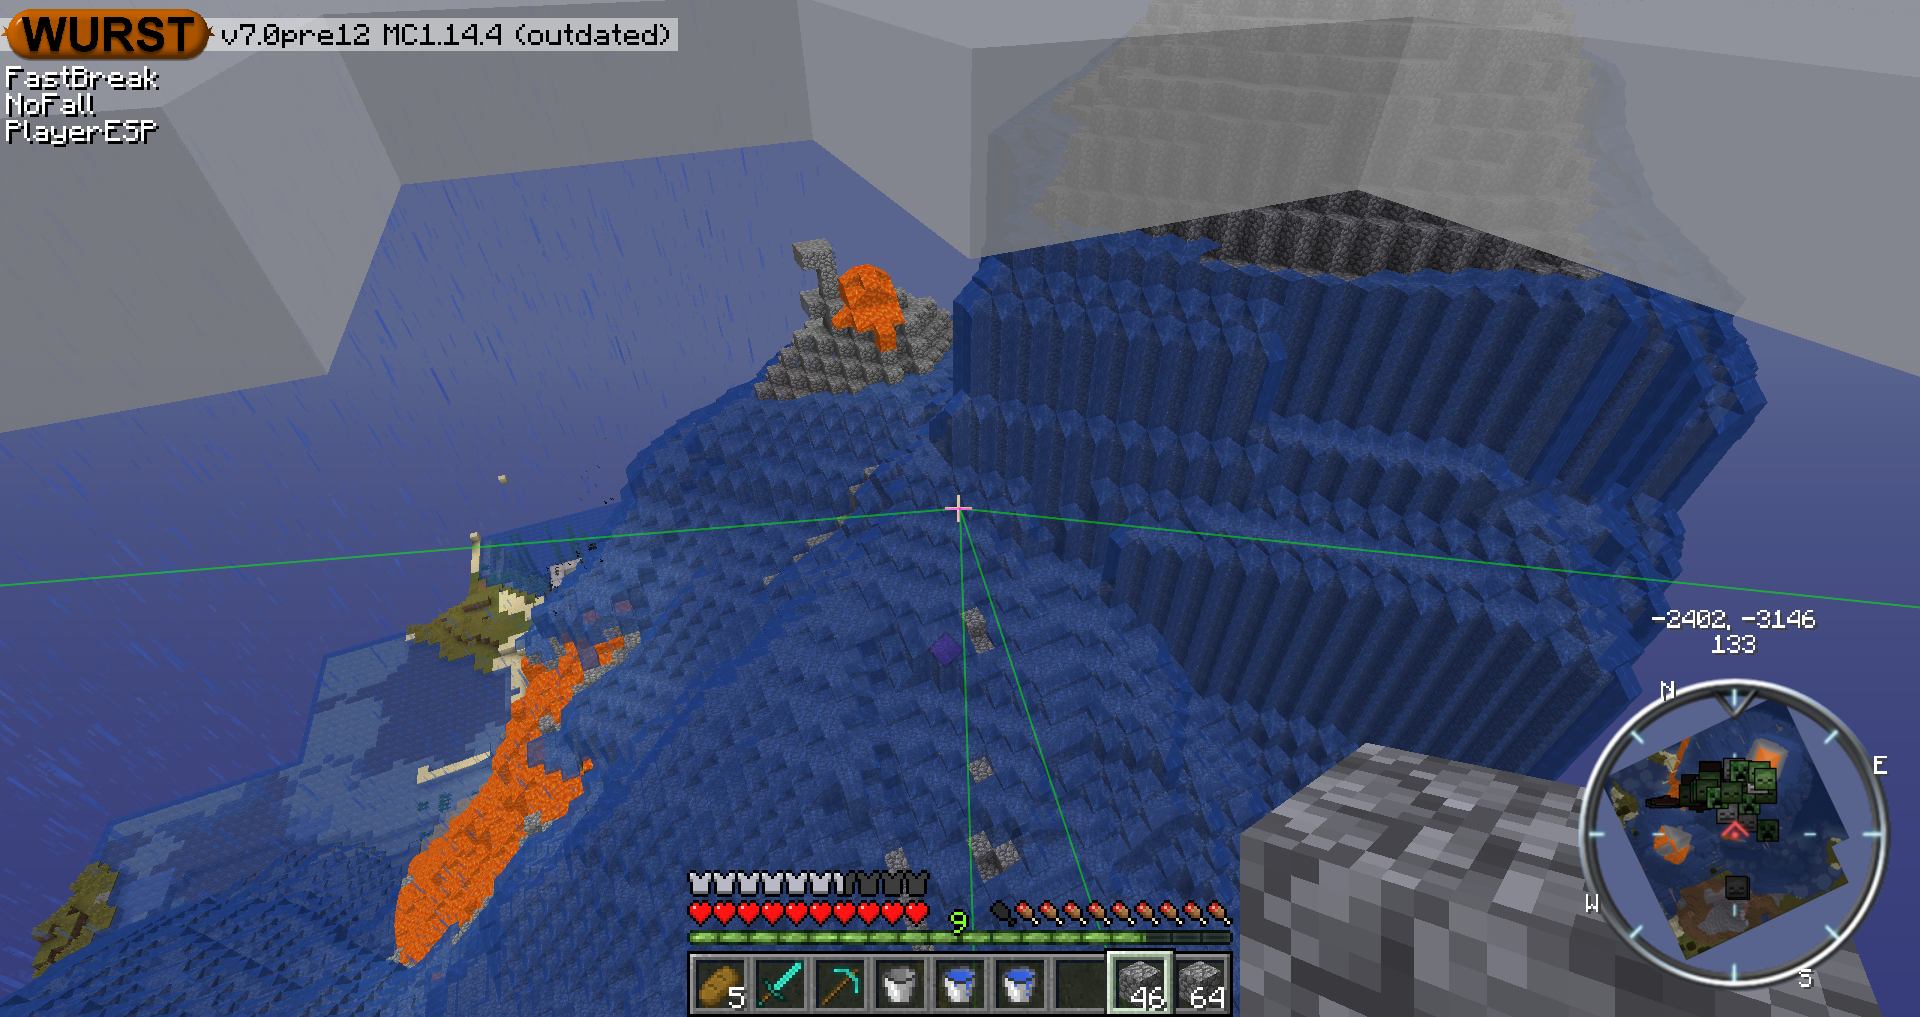 WURST v7.0pre12 MC1.14.4 (outdated)
FastBreak
NoFall
PlayerESP
-2402, -3146
133
N
E
W
S
9
5
46
64